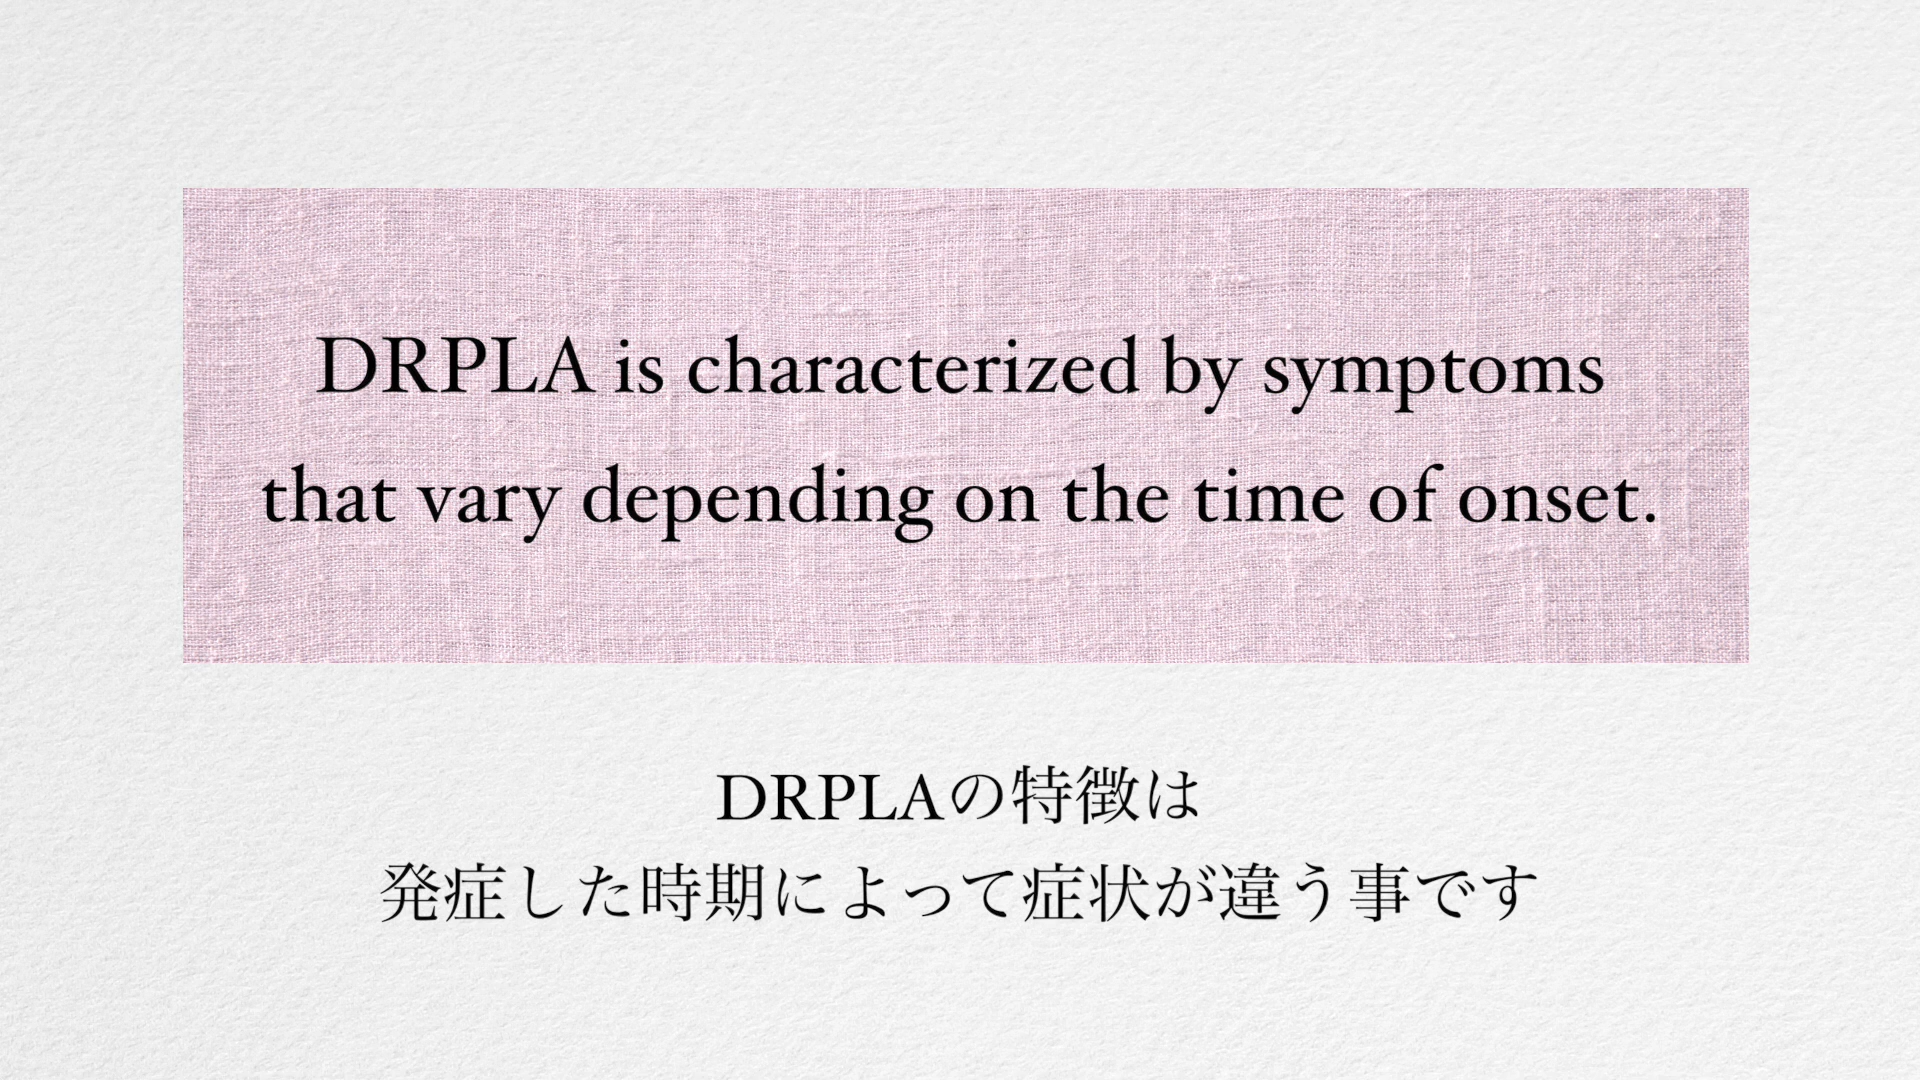 DRPLA is characterized by symptoms
that vary depending on the time of onset.
DRPLAの特徴は
発症した時期によって症状が違う事です